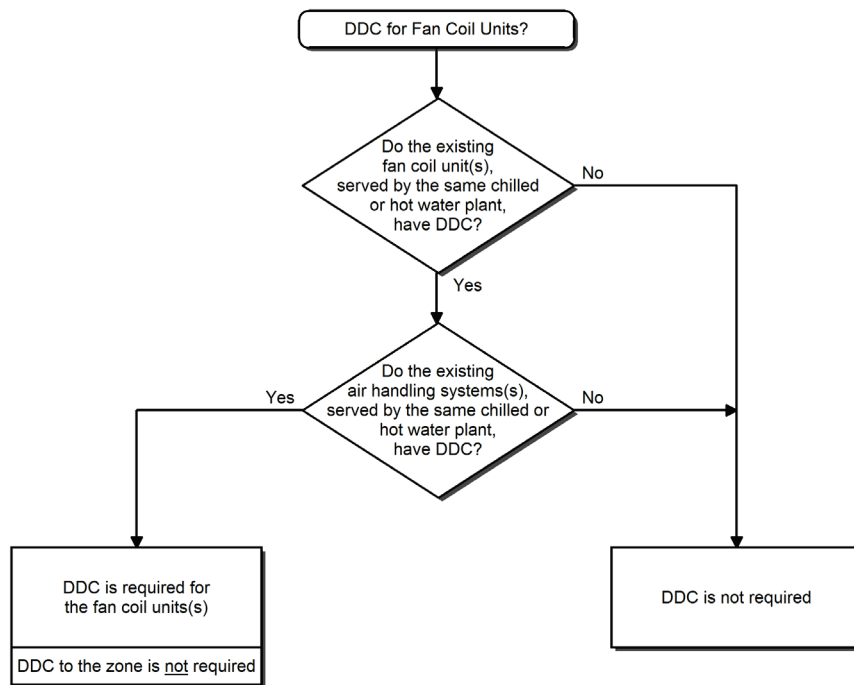 DDC for Fan Coil Units?
Do the existing
fan coil unit(s),
served by the same chilled
or hot water plant,
have DDC?
No
Yes
Do the existing
air handling systems(s),
served by the same chilled or
hot water plant,
have DDC?
Yes
No
DDC is required for
the fan coil units(s)
DDC to the zone is not required
DDC is not required